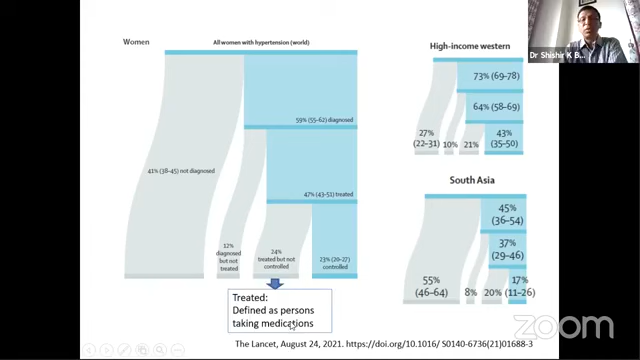 Women
All women with hypertension (world)
59% (55–62) diagnosed
41% (38–45) not diagnosed
47% (43–51) treated
12%
diagnosed
but not
treated
24%
treated but not
controlled
23% (20–27)
controlled
Treated:
Defined as persons
taking medications
High-income western
73% (69–78)
64% (58–69)
27%
(22–31)
10%
21%
43%
(35–50)
South Asia
45%
(36–54)
37%
(29–46)
55%
(46–64)
8%
20%
17%
(11–26)
The Lancet, August 24, 2021. https://doi.org/10.1016/ S0140-6736(21)01688-3
Dr Shishir K B...
zoom